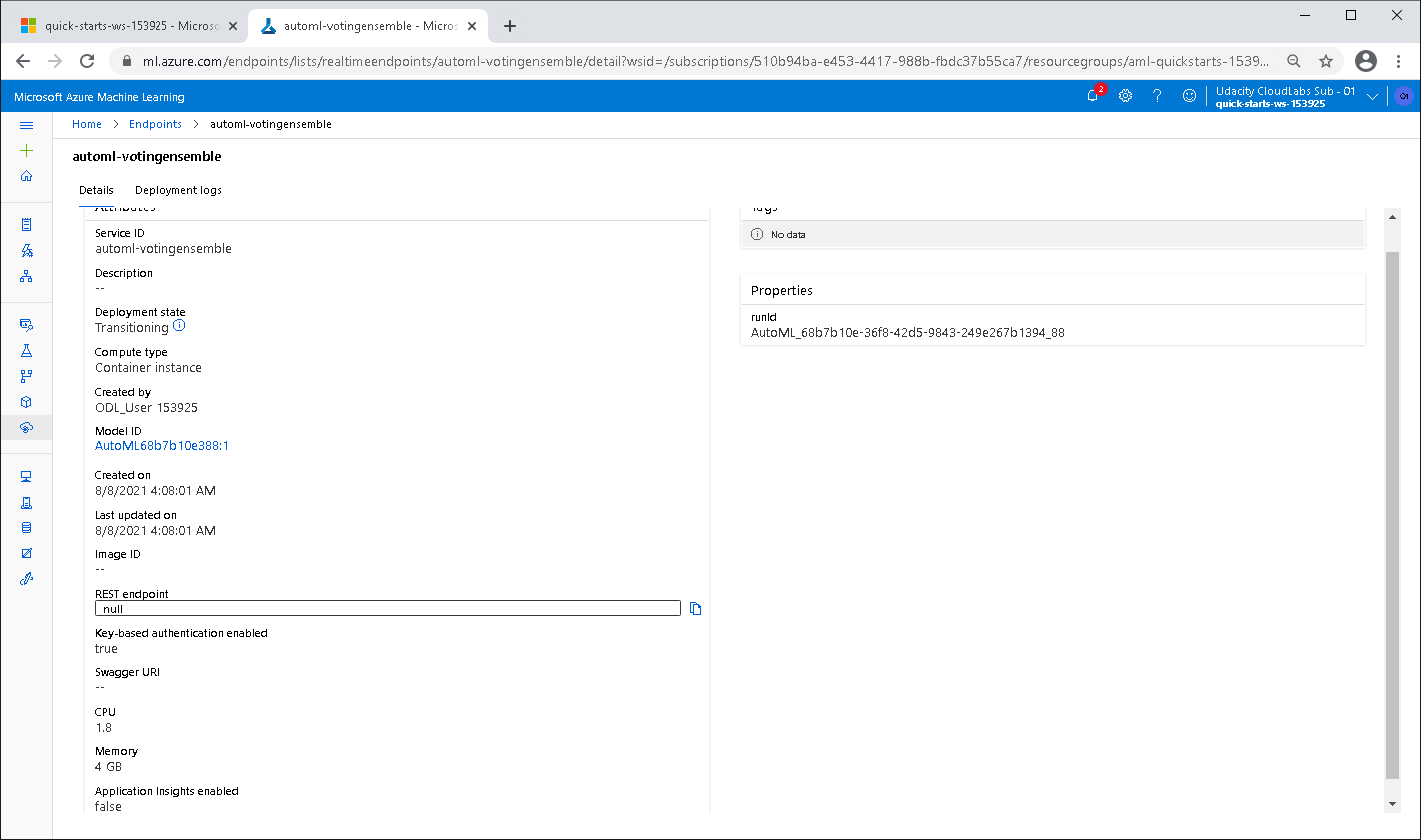 quick-starts-ws-153925 - Microso
automl-votingensemble - Micros
ml.azure.com/endpoints/lists/realtimeendpoints/automl-votingensemble/detail?wsid=/subscriptions/510b94ba-e453-4417-988b-fbdc37b55ca7/resourcegroups/aml-quickstarts-1539...
Microsoft Azure Machine Learning
2
Udacity CloudLabs Sub - 01
quick-starts-ws-153925
O1
Home > Endpoints > automl-votingensemble
automl-votingensemble
Details
Deployment logs
Attributes
Service ID
automl-votingensemble
Description
--
Deployment state
Transitioning
Compute type
Container instance
Created by
ODL_User 153925
Model ID
AutoML68b7b10e388:1
Created on
8/8/2021 4:08:01 AM
Last updated on
8/8/2021 4:08:01 AM
Image ID
--
REST endpoint
null
Key-based authentication enabled
true
Swagger URI
--
CPU
1.8
Memory
4 GB
Application Insights enabled
false
Tags
No data
Properties
runId
AutoML_68b7b10e-36f8-42d5-9843-249e267b1394_88